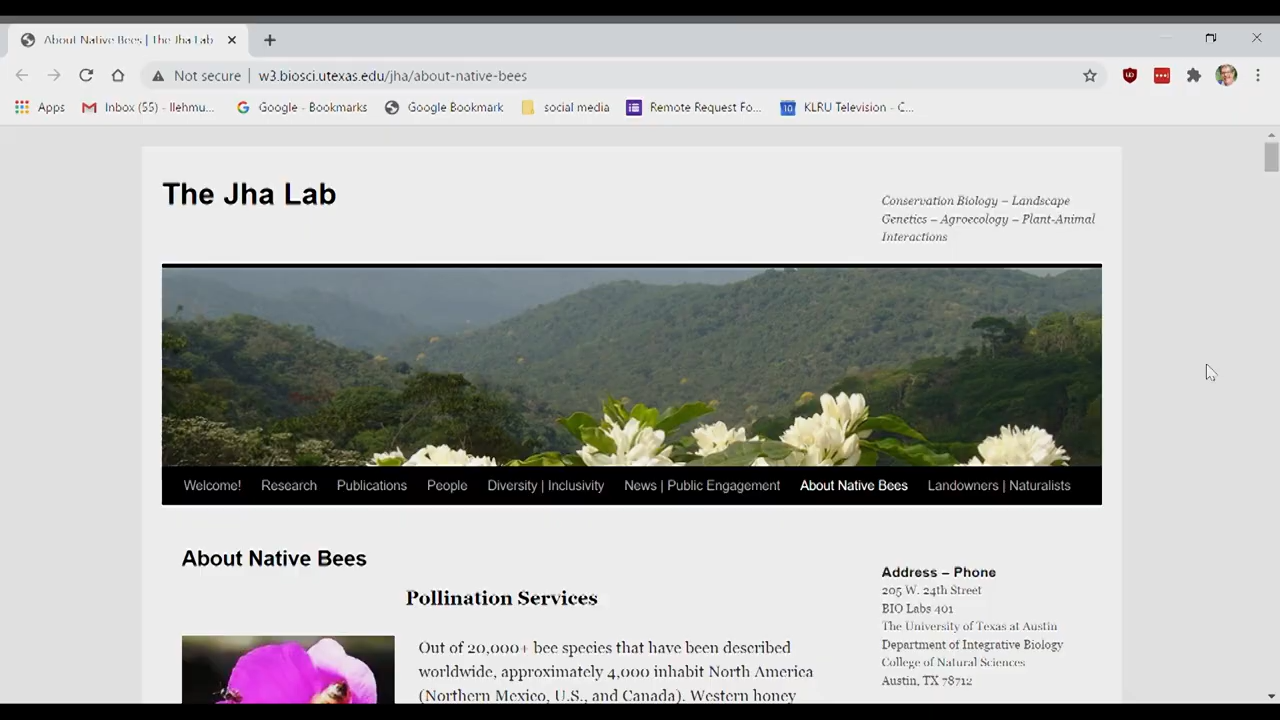 About Native Bees | The Jha Lab
Not secure | w3.biosci.utexas.edu/jha/about-native-bees
Apps Inbox (55) - llehmu... Google - Bookmarks Google Bookmark social media Remote Request Fo... 10 KLRU Television - C...
The Jha Lab
Conservation Biology – Landscape
Genetics – Agroecology – Plant-Animal
Interactions
Welcome! Research Publications People Diversity | Inclusivity News | Public Engagement About Native Bees Landowners | Naturalists
About Native Bees
Pollination Services
Out of 20,000+ bee species that have been described
worldwide, approximately 4,000 inhabit North America
(Northern Mexico, U.S., and Canada). Western honey
Address – Phone
205 W. 24th Street
BIO Labs 401
The University of Texas at Austin
Department of Integrative Biology
College of Natural Sciences
Austin, TX 78712